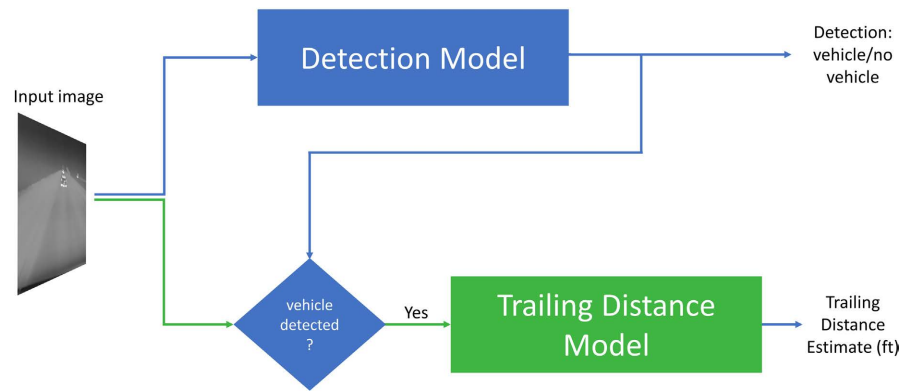 Detection Model
Detection:
vehicle/no
vehicle
Input image
vehicle
detected
?
Yes
Trailing Distance
Model
Trailing
Distance
Estimate (ft)